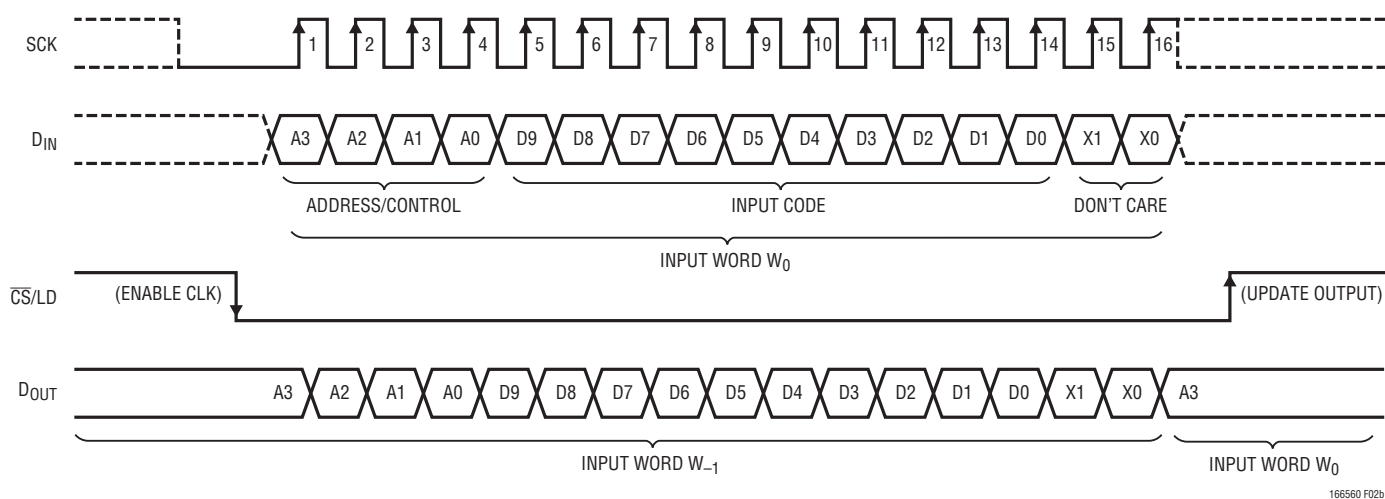 SCK 1 2 3 4 5 6 7 8 9 10 11 12 13 14 15 16
DIN A3 A2 A1 A0 D9 D8 D7 D6 D5 D4 D3 D2 D1 D0 X1 X0
ADDRESS/CONTROL INPUT CODE DON'T CARE
INPUT WORD W0
CS/LD (ENABLE CLK) (UPDATE OUTPUT)
DOUT A3 A2 A1 A0 D9 D8 D7 D6 D5 D4 D3 D2 D1 D0 X1 X0 A3
INPUT WORD W–1 INPUT WORD W0
166560 F02b